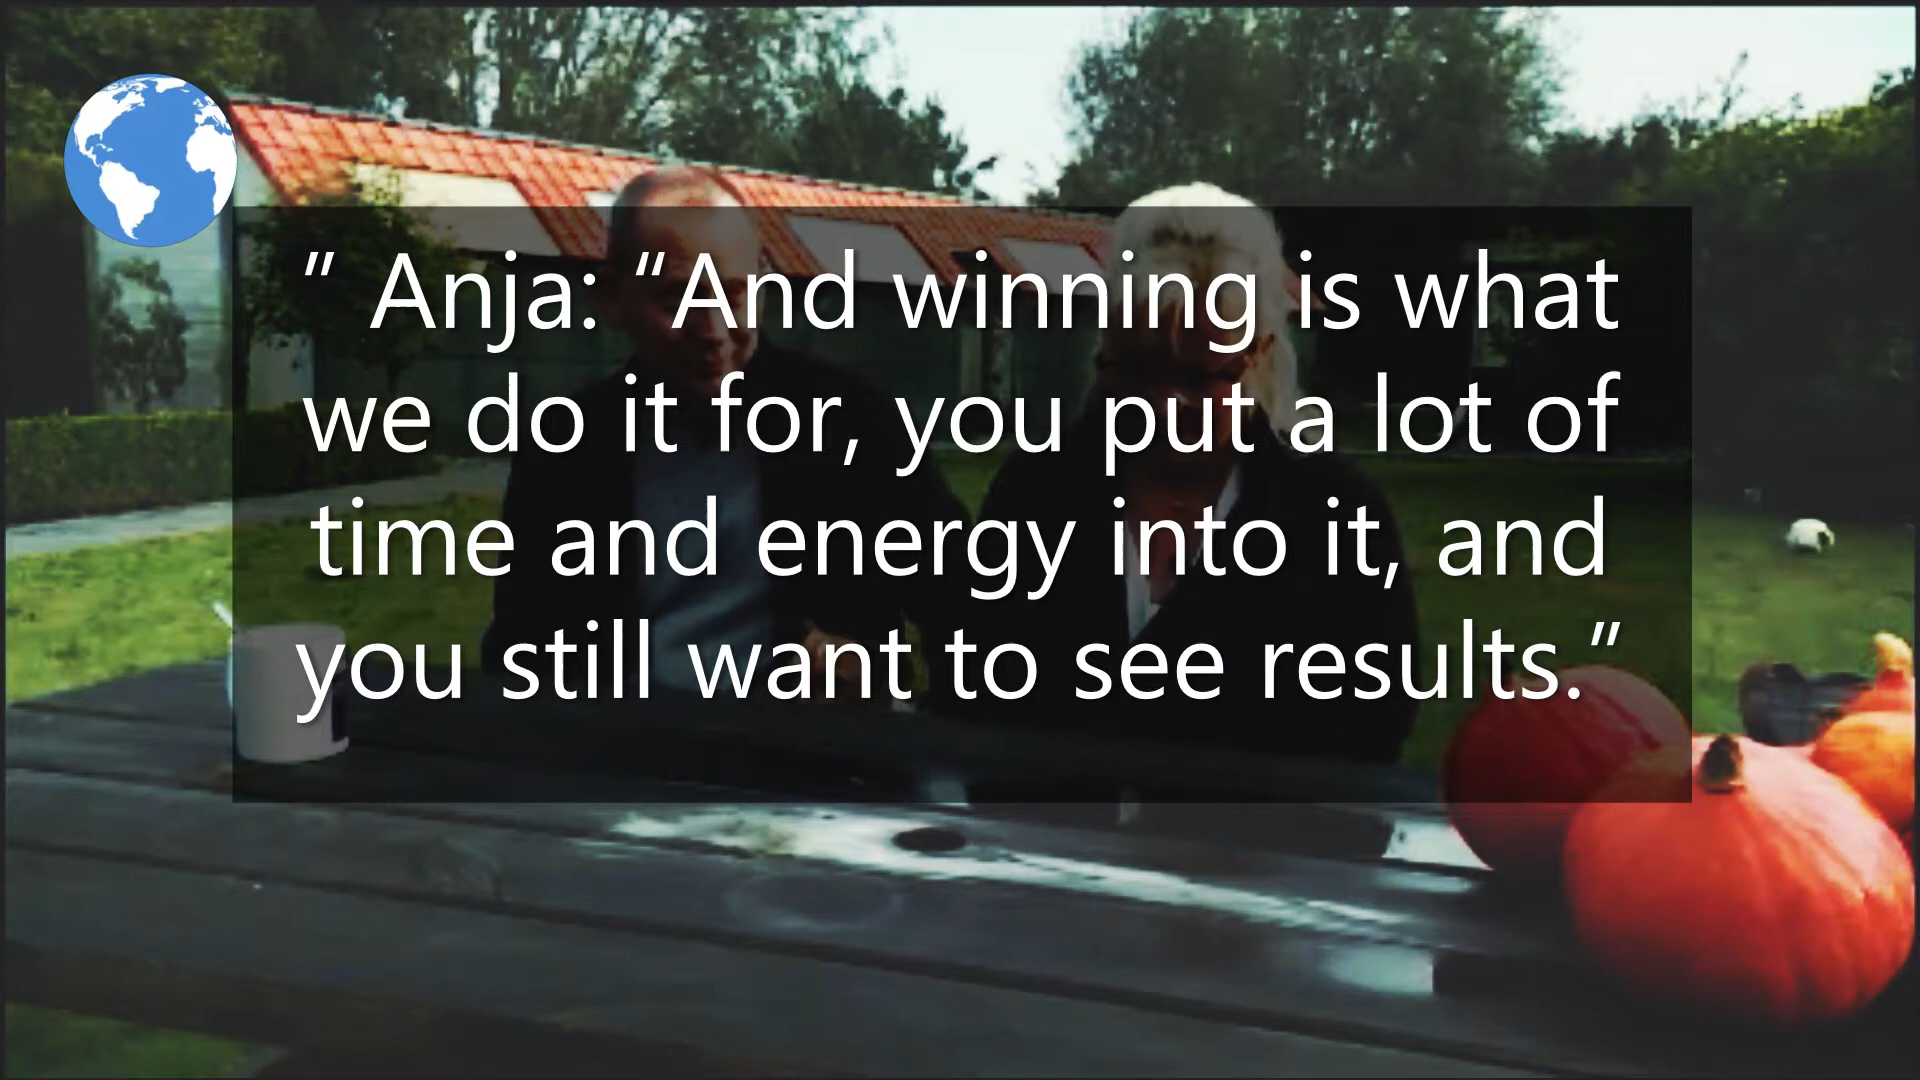 ” Anja: “And winning is what
we do it for, you put a lot of
time and energy into it, and
you still want to see results.”